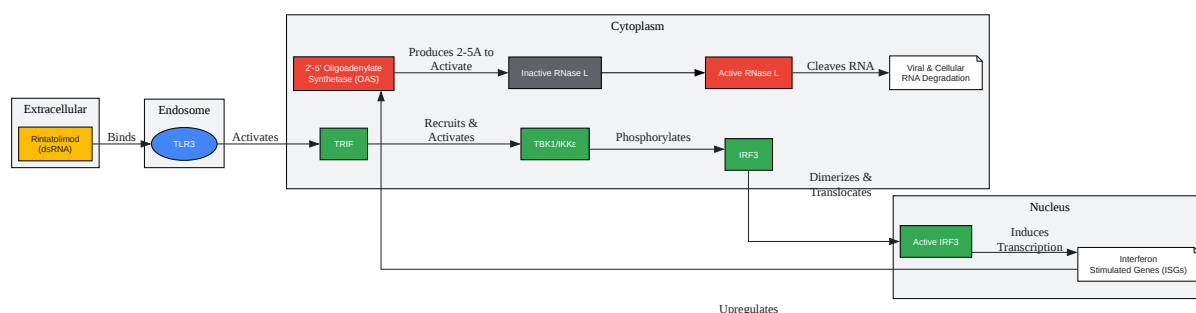 Cytoplasm
Produces 2-5A to
Activate
2'-5' Oligoadenylate
Synthetase (OAS)
Inactive RNase L
Active RNase L
Cleaves RNA
Viral & Cellular
RNA Degradation
Extracellular
Rintatolimod
(dsRNA)
Binds
Endosome
TLR3
Activates
TRIF
Recruits &
Activates
TBK1/IKKε
Phosphorylates
IRF3
Dimerizes &
Translocates
Nucleus
Active IRF3
Induces
Transcription
Interferon
Stimulated Genes (ISGs)
Upregulates